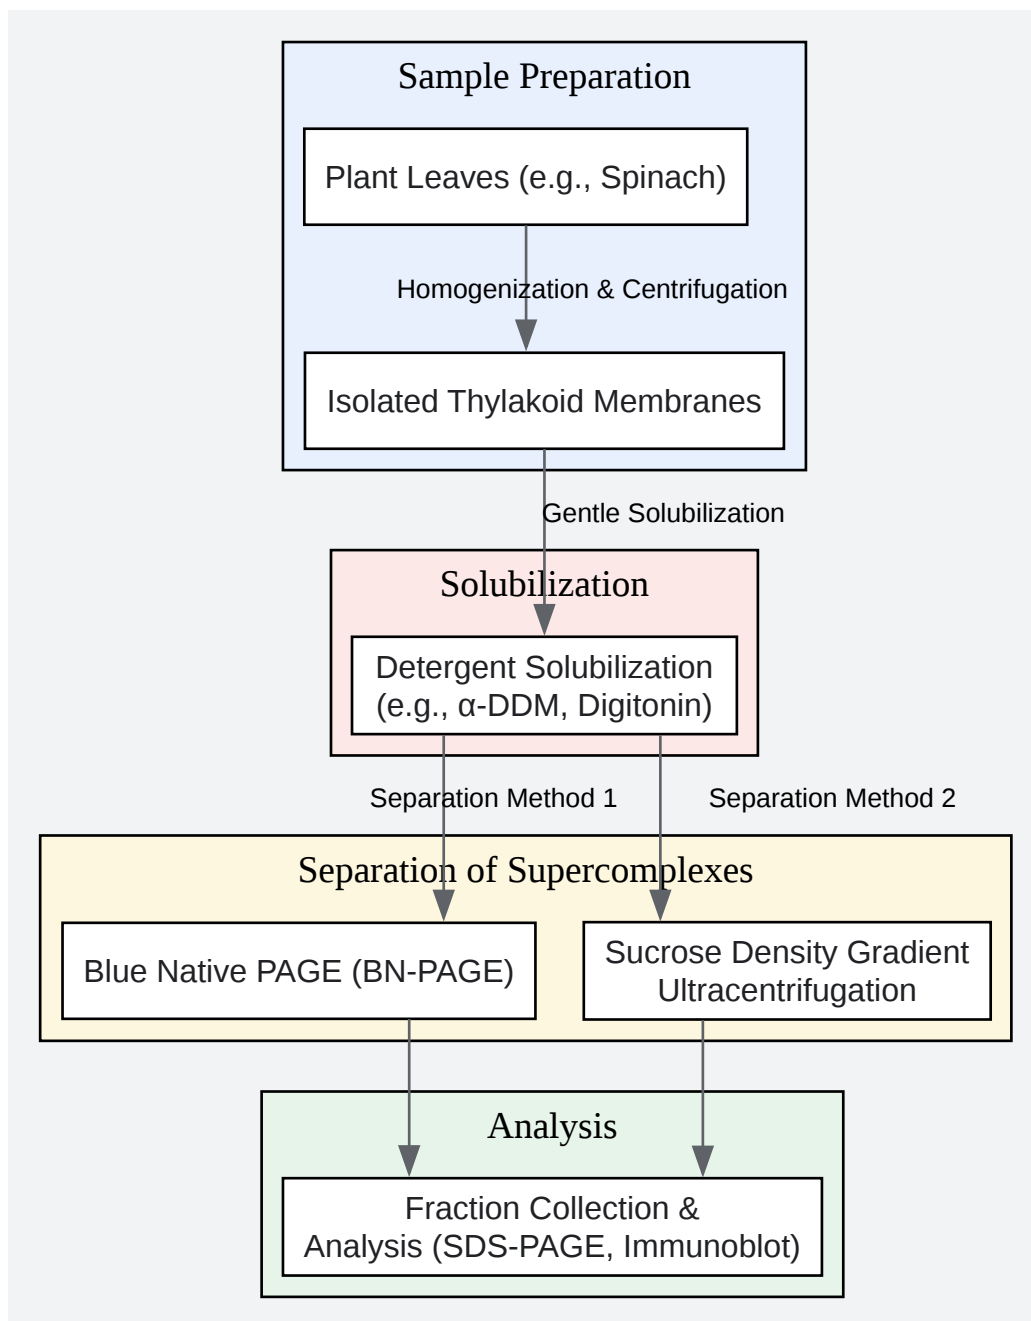 Sample Preparation
Plant Leaves (e.g., Spinach)
Homogenization & Centrifugation
Isolated Thylakoid Membranes
Gentle Solubilization
Solubilization
Detergent Solubilization
(e.g., α-DDM, Digitonin)
Separation Method 1
Separation Method 2
Separation of Supercomplexes
Blue Native PAGE (BN-PAGE)
Sucrose Density Gradient
Ultracentrifugation
Analysis
Fraction Collection &
Analysis (SDS-PAGE, Immunoblot)